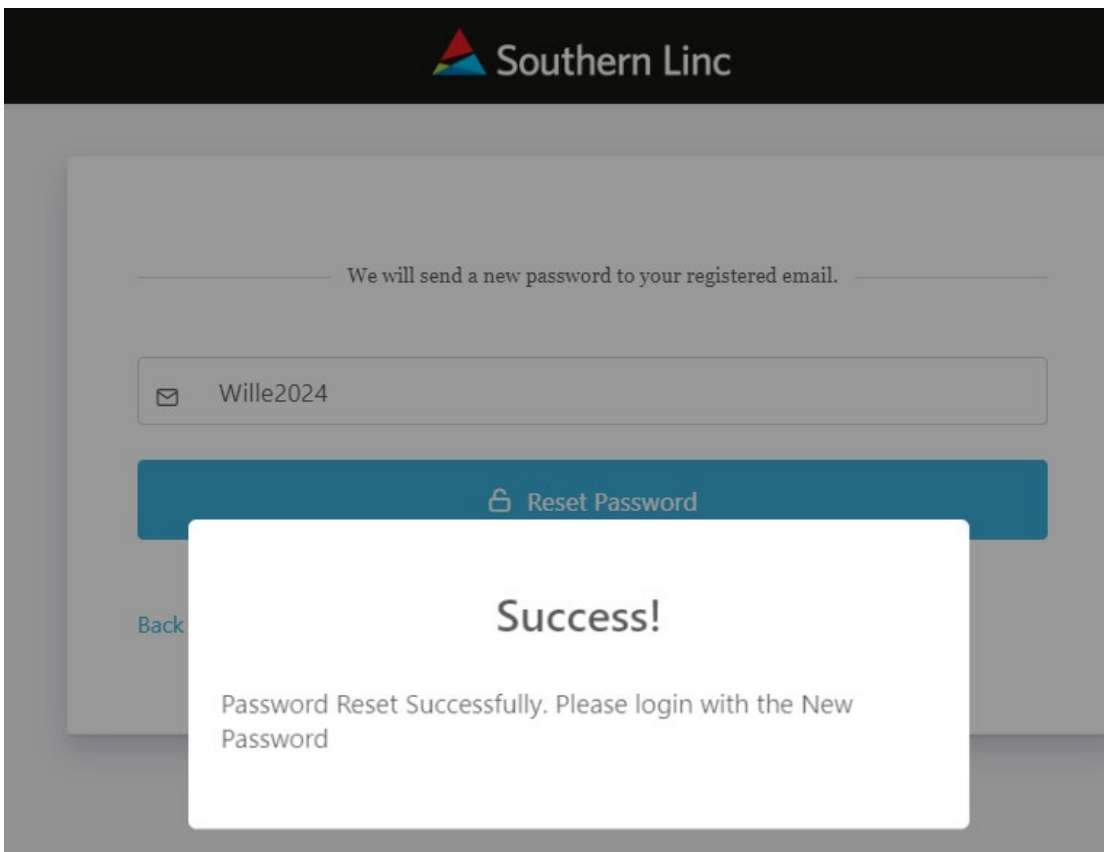 Southern Linc
We will send a new password to your registered email.
Wille2024
Reset Password
Back
Success!
Password Reset Successfully. Please login with the New
Password